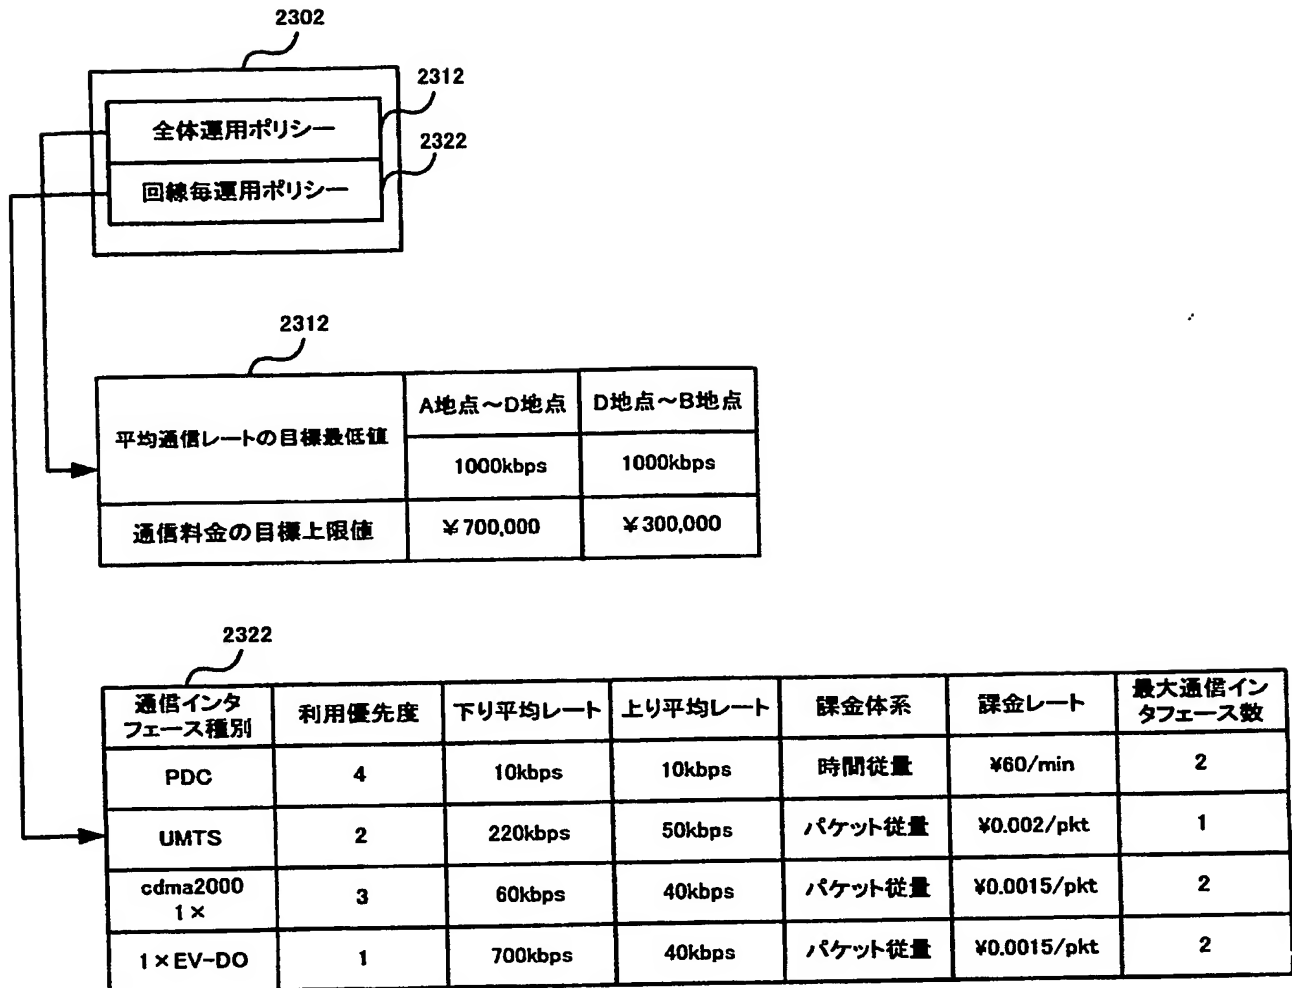 2302
2312
全体運用ポリシー
2322
回線毎運用ポリシー
2312
平均通信レートの目標最低値
A地点～D地点
D地点～B地点
1000kbps
1000kbps
通信料金の目標上限値
¥700,000
¥300,000
2322
通信インタ
フェース種別
利用優先度
下り平均レート
上り平均レート
課金体系
課金レート
最大通信イン
タフェース数
PDC
4
10kbps
10kbps
時間従量
¥60/min
2
UMTS
2
220kbps
50kbps
パケット従量
¥0.002/pkt
1
cdma2000
1×
3
60kbps
40kbps
パケット従量
¥0.0015/pkt
2
1×EV-DO
1
700kbps
40kbps
パケット従量
¥0.0015/pkt
2